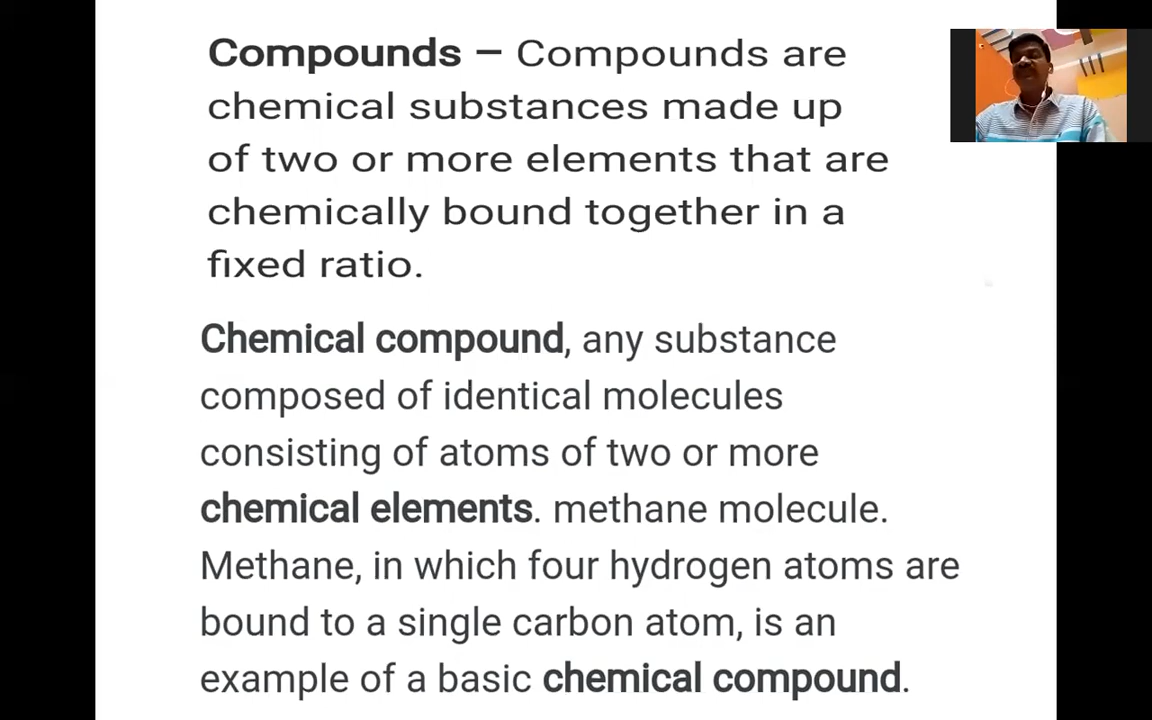 Compounds – Compounds are
chemical substances made up
of two or more elements that are
chemically bound together in a
fixed ratio.
Chemical compound, any substance
composed of identical molecules
consisting of atoms of two or more
chemical elements. methane molecule.
Methane, in which four hydrogen atoms are
bound to a single carbon atom, is an
example of a basic chemical compound.